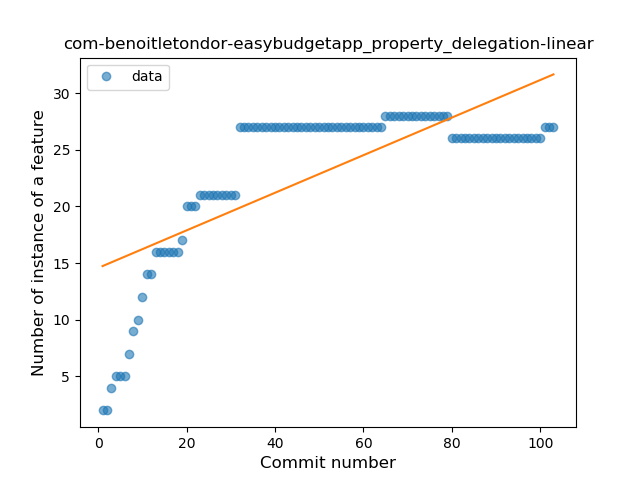 com-benoitletondor-easybudgetapp_property_delegation-linear
data
Number of instance of a feature
30
25
20
15
10
5
0 20 40 60 80 100
Commit number